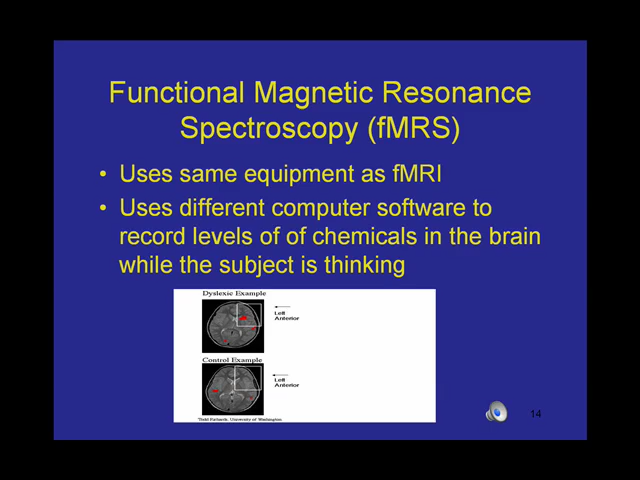 Functional Magnetic Resonance
Spectroscopy (fMRS)
• Uses same equipment as fMRI
• Uses different computer software to
record levels of of chemicals in the brain
while the subject is thinking
Dyslexic Example
Left
Anterior
Control Example
Left
Anterior
Todd Richards, University of Washington
14